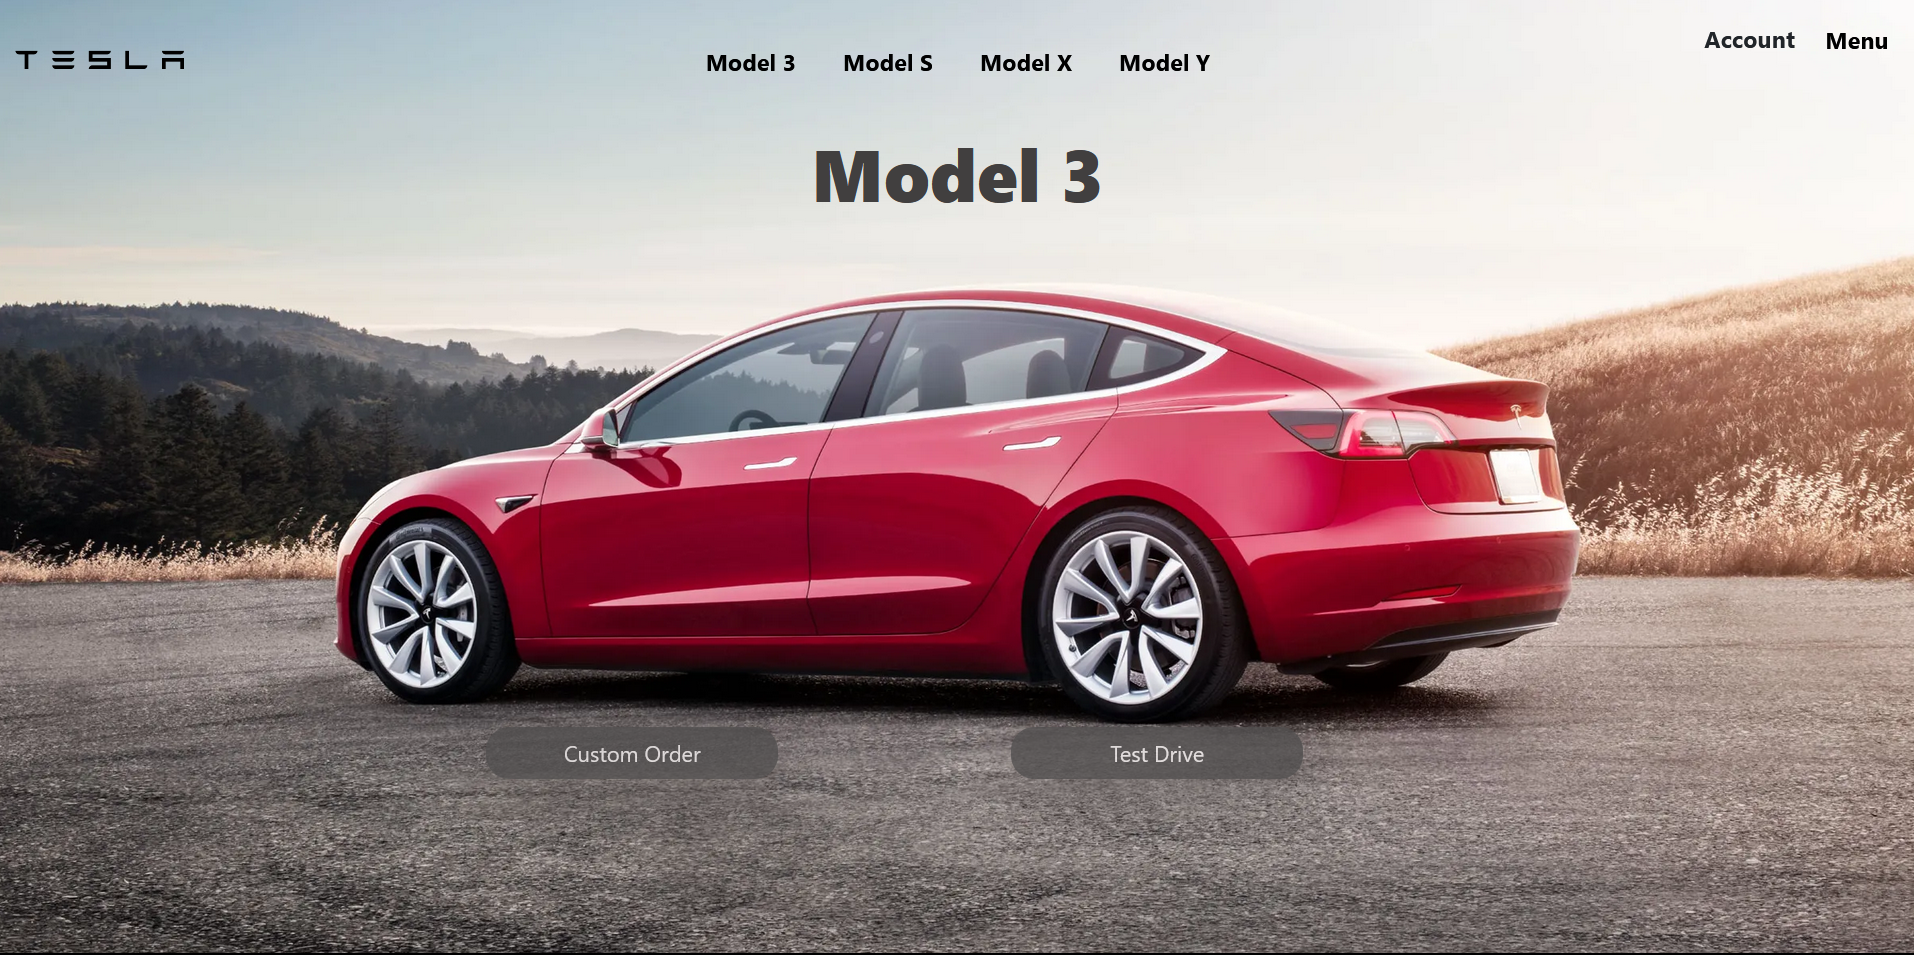 TESLA
Model 3 Model S Model X Model Y
Account Menu
Model 3
Custom Order
Test Drive